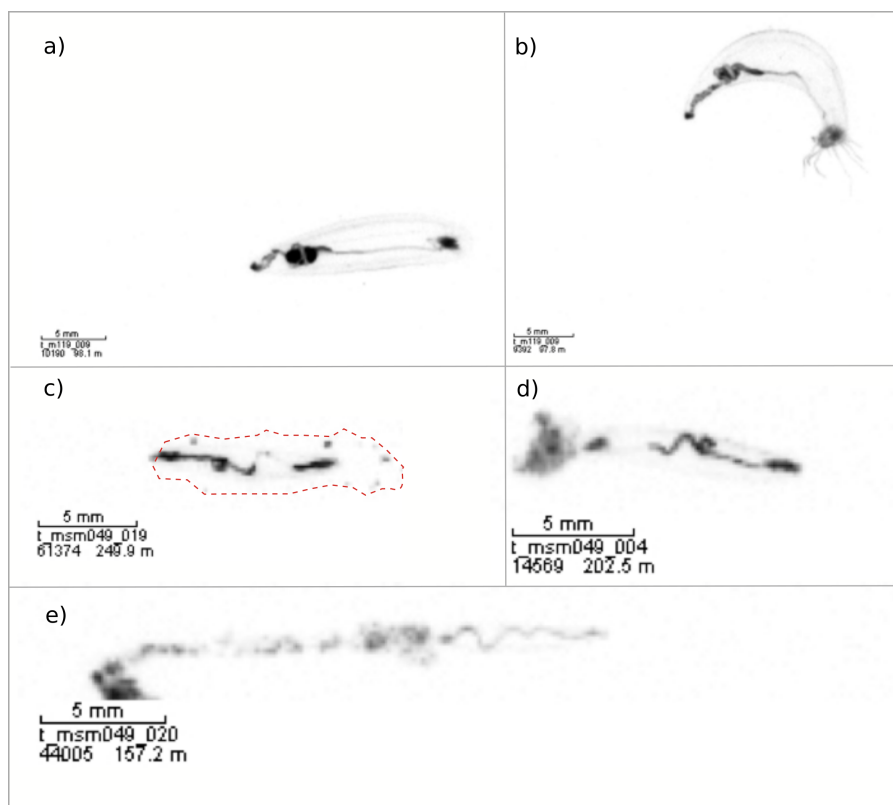 a)
5 mm
t_m119_009
10190 98.1 m
b)
5 mm
t_m119_009
9392 97.8 m
c)
5 mm
t_msm049_019
61374 249.9 m
d)
5 mm
t_msm049_004
14569 202.5 m
e)
5 mm
t_msm049_020
44005 157.2 m